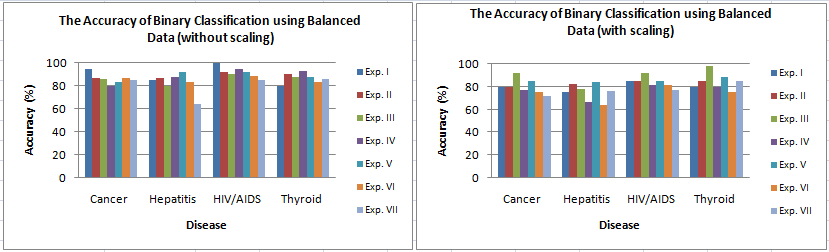 The Accuracy of Binary Classification using Balanced
Data (without scaling)
Accuracy (%)
100
80
60
40
20
0
Cancer Hepatitis HIV/AIDS Thyroid
Disease
Exp. I
Exp. II
Exp. III
Exp. IV
Exp. V
Exp. VI
Exp. VII
The Accuracy of Binary Classification using Balanced
Data (with scaling)
Accuracy (%)
100
80
60
40
20
0
Cancer Hepatitis HIV/AIDS Thyroid
Disease
Exp. I
Exp. II
Exp. III
Exp. IV
Exp. V
Exp. VI
Exp. VII